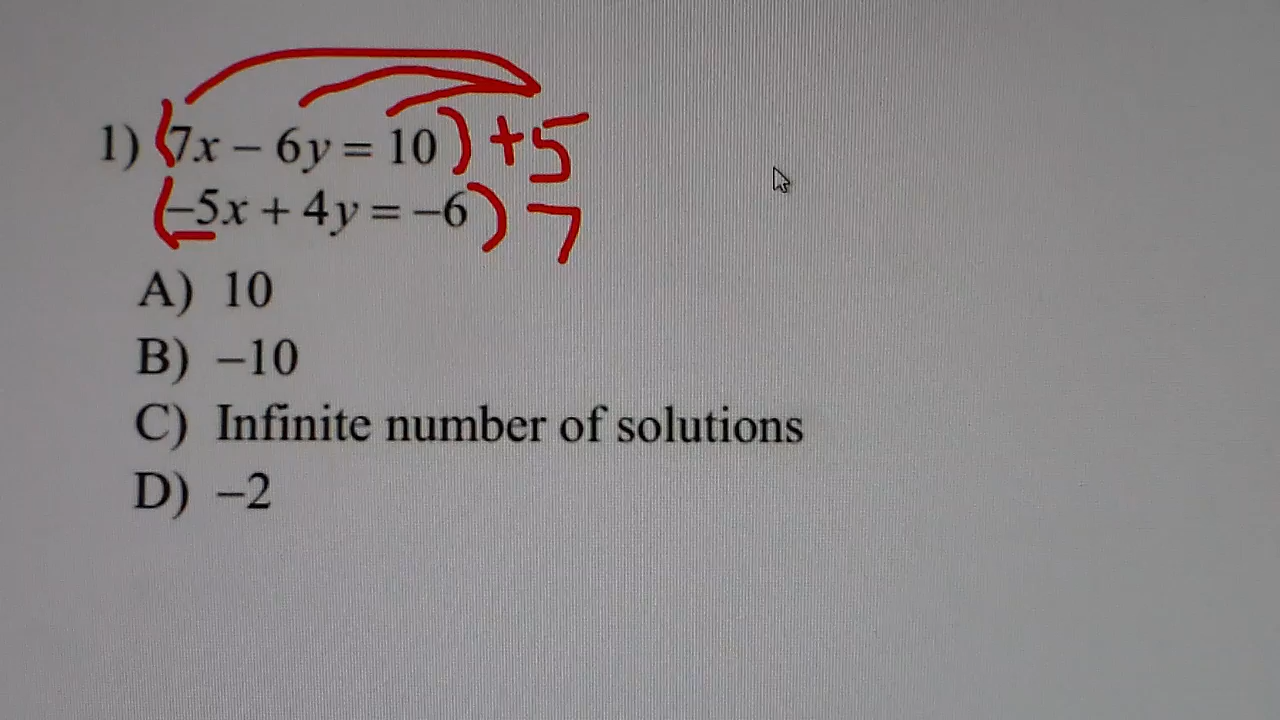 1) (7x – 6y = 10) +5
(–5x + 4y = –6) 7
A) 10
B) –10
C) Infinite number of solutions
D) –2